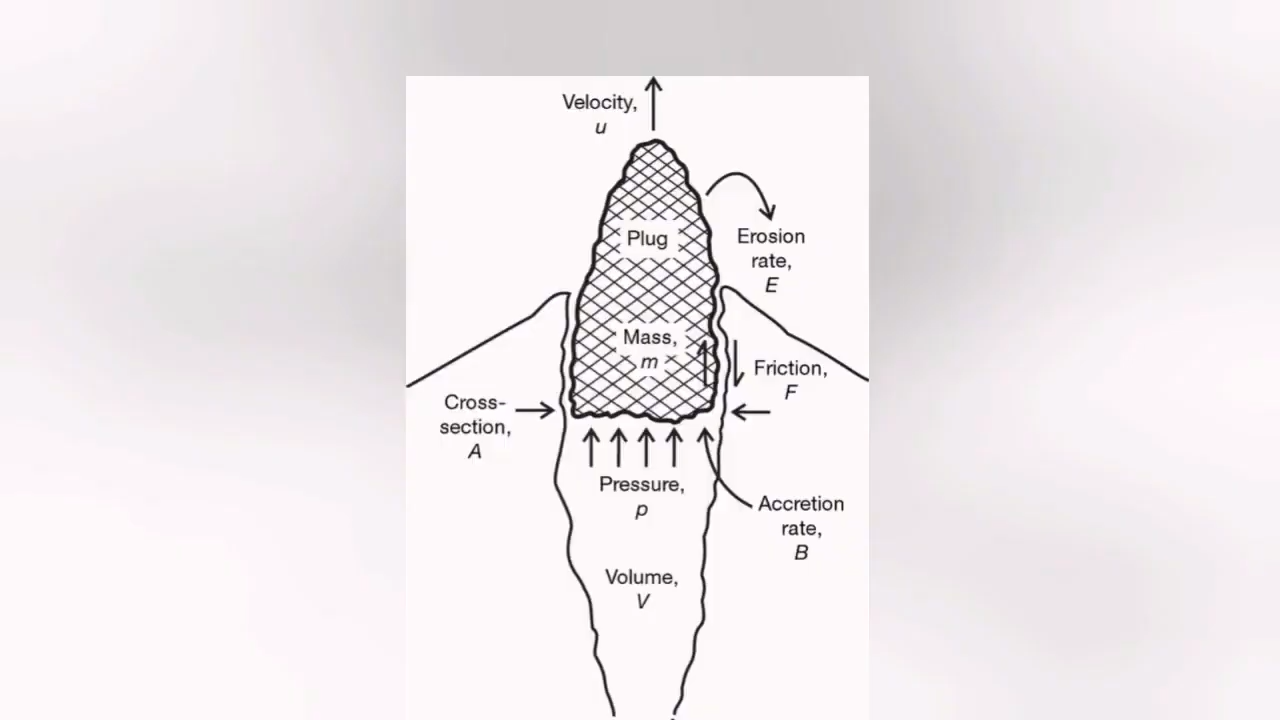 Velocity,
u
Plug
Erosion
rate,
E
Mass,
m
Friction,
F
Cross-
section,
A
Pressure,
p
Accretion
rate,
B
Volume,
V